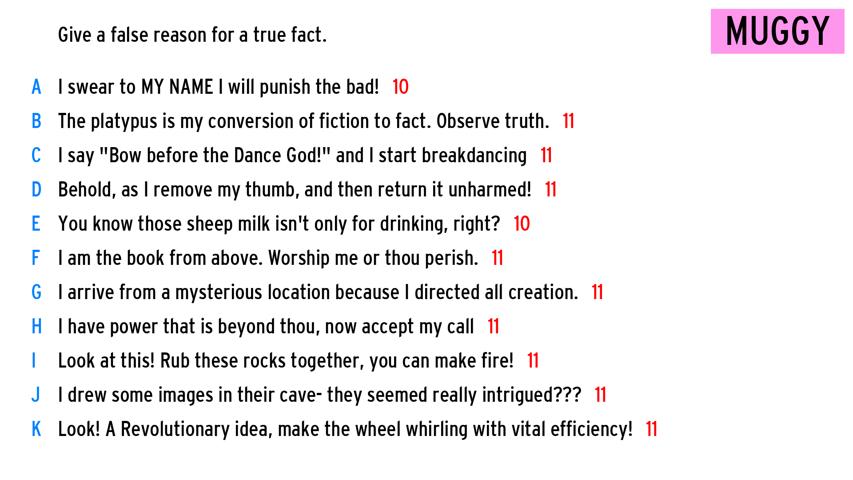 Give a false reason for a true fact.
MUGGY
A I swear to MY NAME I will punish the bad! 10
B The platypus is my conversion of fiction to fact. Observe truth. 11
C I say "Bow before the Dance God!" and I start breakdancing 11
D Behold, as I remove my thumb, and then return it unharmed! 11
E You know those sheep milk isn't only for drinking, right? 10
F I am the book from above. Worship me or thou perish. 11
G I arrive from a mysterious location because I directed all creation. 11
H I have power that is beyond thou, now accept my call 11
I Look at this! Rub these rocks together, you can make fire! 11
J I drew some images in their cave- they seemed really intrigued??? 11
K Look! A Revolutionary idea, make the wheel whirling with vital efficiency! 11